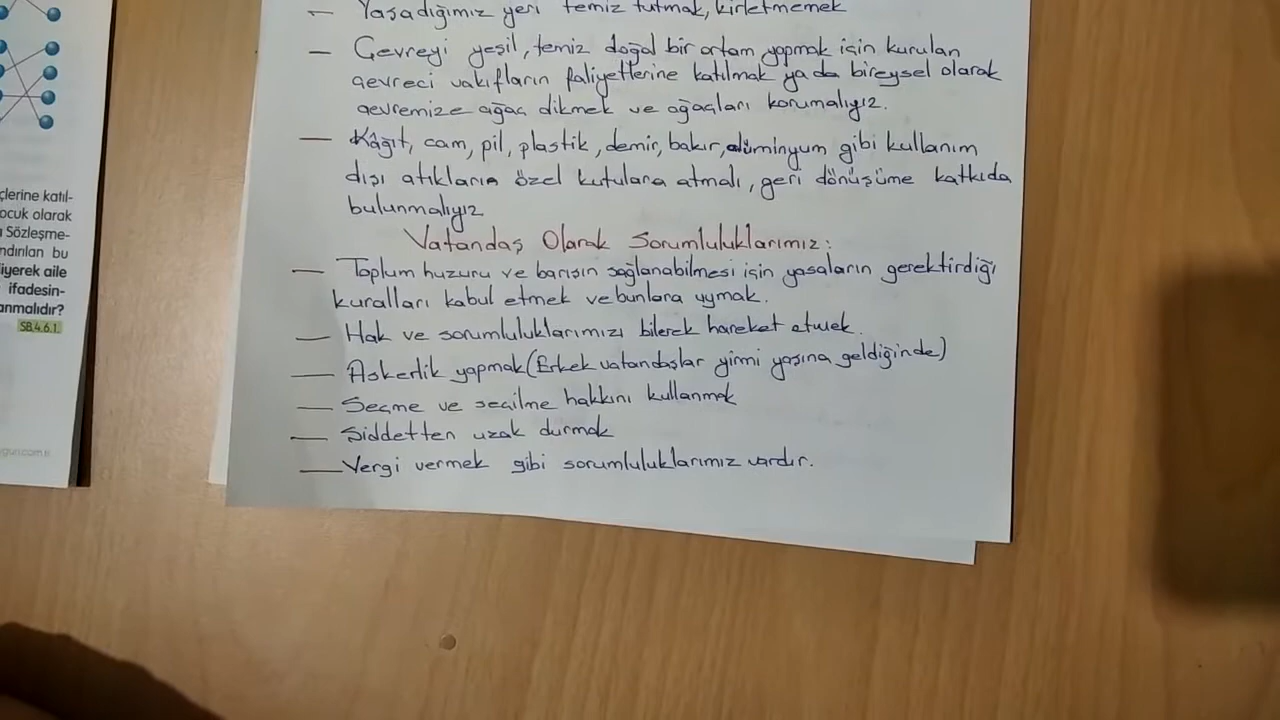 — Yaşadığımız yeri temiz tutmak, kirletmemek
— Çevreyi yeşil, temiz doğal bir ortam yapmak için kurulan
çevreci vakıfların faliyetlerine katılmak ya da bireysel olarak
çevremize ağaç dikmek ve ağaçları korumalıyız.
— Kâğıt, cam, pil, plastik, demir, bakır, alüminyum gibi kullanım
dışı atıkların özel kutulara atmalı, geri dönüşüme katkıda
bulunmalıyız
Vatandaş Olarak Sorumluluklarımız:
— Toplum huzuru ve barışın sağlanabilmesi için yasaların gerektirdiği
kuralları kabul etmek ve bunlara uymak.
— Hak ve sorumluluklarımızı bilerek hareket etmek.
— Askerlik yapmak (Erkek vatandaşlar yirmi yaşına geldiğinde)
— Seçme ve seçilme hakkını kullanmak
— Şiddetten uzak durmak
— Vergi vermek gibi sorumluluklarımız vardır.
çlerine katıl-
ocuk olarak
ı Sözleşme-
ndırılan bu
iyerek aile
ifadesin-
anmalıdır?
SB.4.6.1.